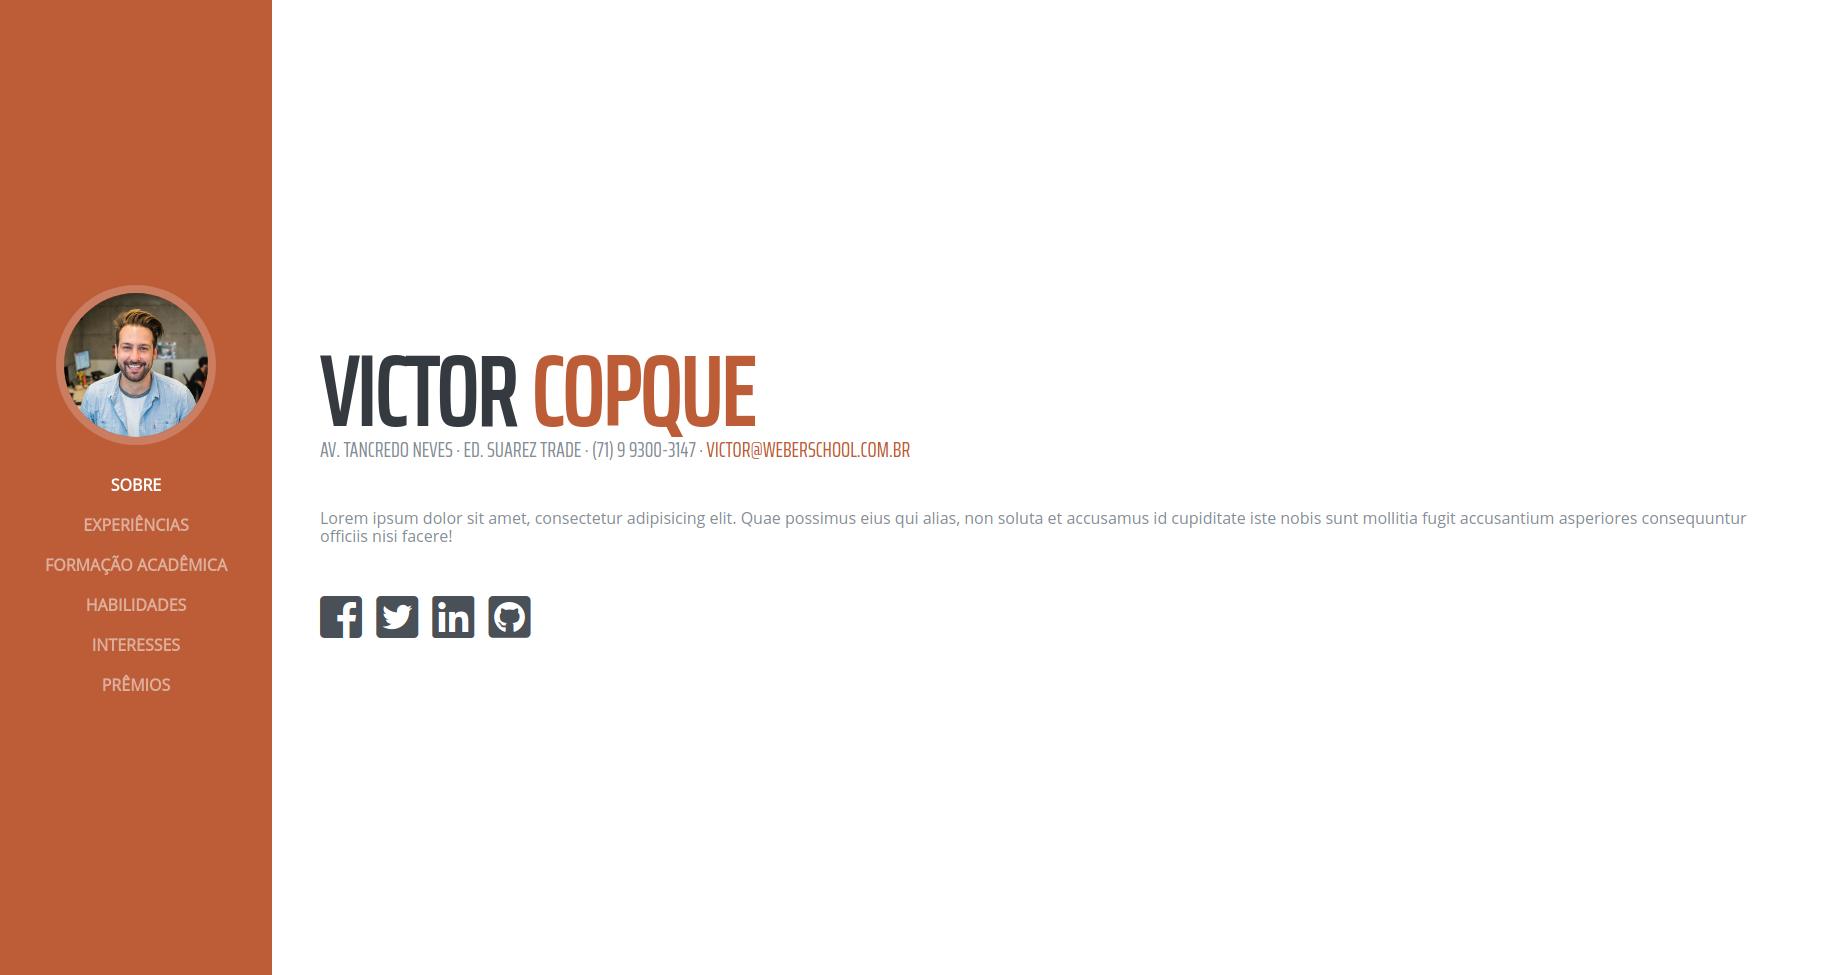 SOBRE
EXPERIÊNCIAS
FORMAÇÃO ACADÊMICA
HABILIDADES
INTERESSES
PRÊMIOS
VICTOR COPQUE
AV. TANCREDO NEVES · ED. SUAREZ TRADE · (71) 9 9300-3147 · VICTOR@WEBERSCHOOL.COM.BR
Lorem ipsum dolor sit amet, consectetur adipisicing elit. Quae possimus eius qui alias, non soluta et accusamus id cupiditate iste nobis sunt mollitia fugit accusantium asperiores consequuntur
officiis nisi facere!